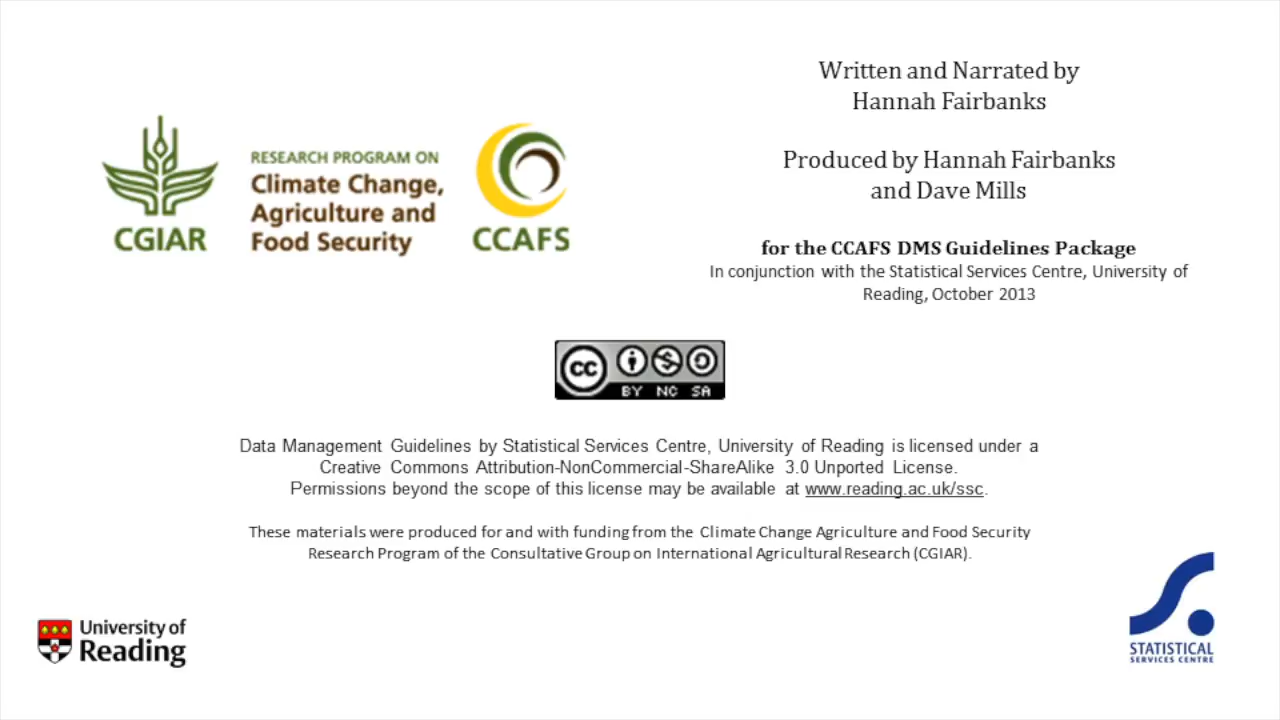 Written and Narrated by
Hannah Fairbanks
Produced by Hannah Fairbanks
and Dave Mills
for the CCAFS DMS Guidelines Package
In conjunction with the Statistical Services Centre, University of
Reading, October 2013
CGIAR
RESEARCH PROGRAM ON
Climate Change,
Agriculture and
Food Security
CCAFS
CC
BY NC SA
Data Management Guidelines by Statistical Services Centre, University of Reading is licensed under a
Creative Commons Attribution-NonCommercial-ShareAlike 3.0 Unported License.
Permissions beyond the scope of this license may be available at www.reading.ac.uk/ssc.
These materials were produced for and with funding from the Climate Change Agriculture and Food Security
Research Program of the Consultative Group on International Agricultural Research (CGIAR).
University of
Reading
STATISTICAL
SERVICES CENTRE